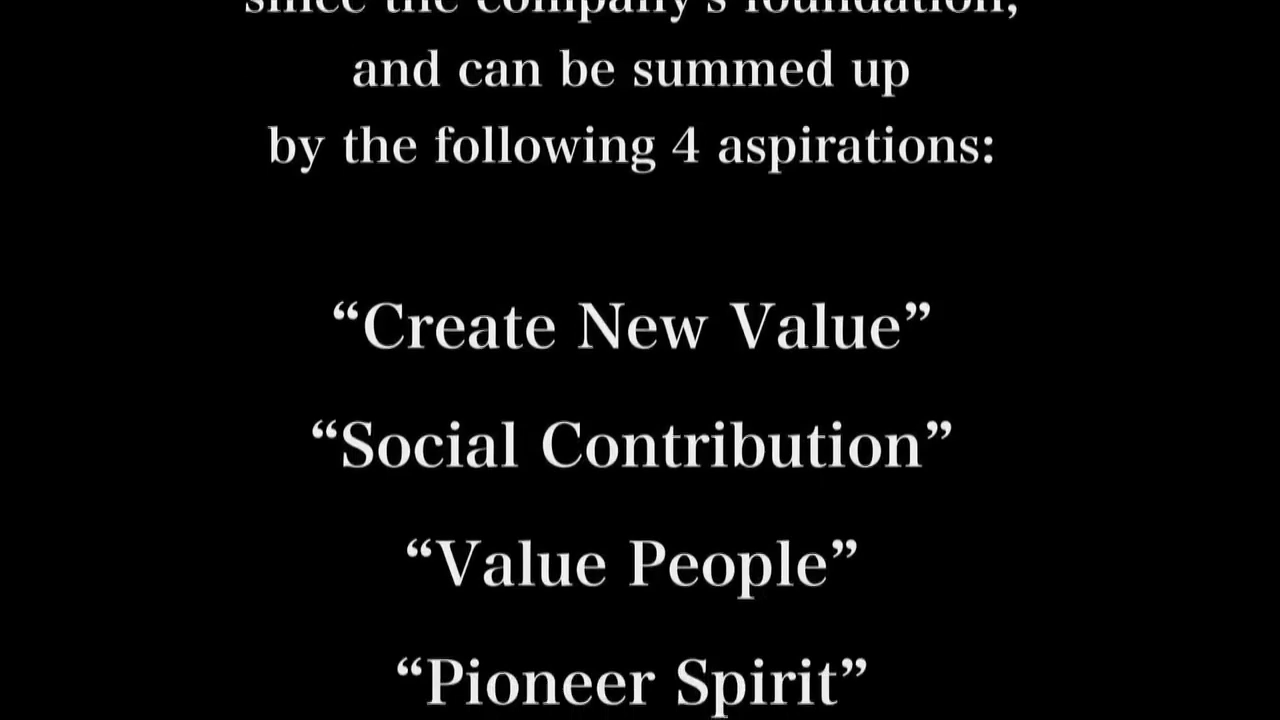 since the company's foundation,
and can be summed up
by the following 4 aspirations:
“Create New Value”
“Social Contribution”
“Value People”
“Pioneer Spirit”